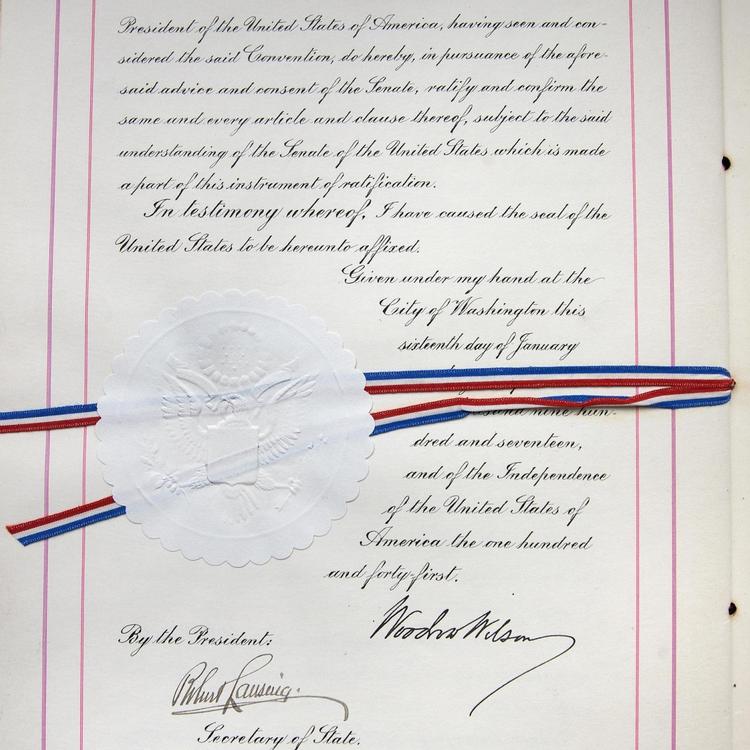 President of the United States of America, having seen and con-
sidered the said Convention, do hereby, in pursuance of the afore-
said advice and consent of the Senate, ratify and confirm the
same and every article and clause thereof, subject to the said
understanding of the Senate of the United States which is made
a part of this instrument of ratification.
In testimony whereof, I have caused the seal of the
United States to be hereunto affixed.
Given under my hand at the
City of Washington this
sixteenth day of January
nine hun-
dred and seventeen,
and of the Independence
of the United States of
America the one hundred
and forty-first.
Woodrow Wilson
By the President:
Robert Lansing.
Secretary of State.